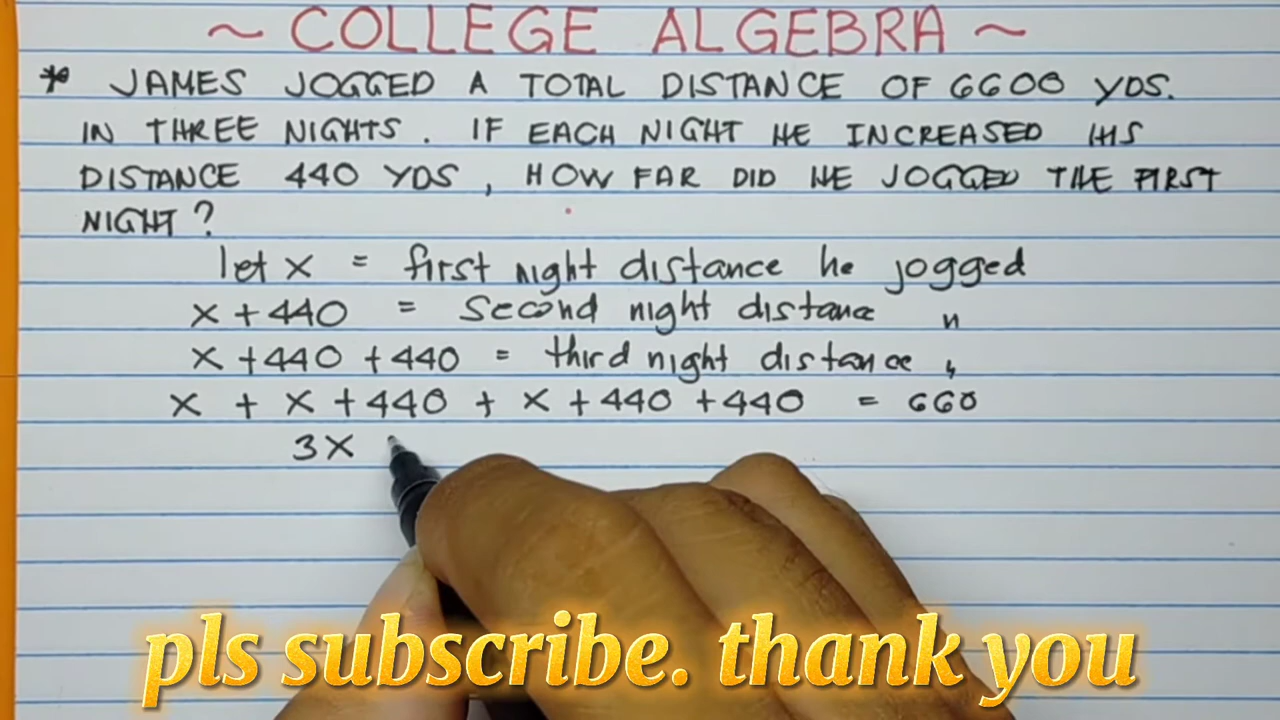 ~ COLLEGE ALGEBRA ~
* JAMES JOGGED A TOTAL DISTANCE OF 6600 YDS.
IN THREE NIGHTS. IF EACH NIGHT HE INCREASED HIS
DISTANCE 440 YDS, HOW FAR DID HE JOGGED THE FIRST
NIGHT?
let x = first night distance he jogged
x + 440 = second night distance "
x + 440 + 440 = third night distance "
x + x + 440 + x + 440 + 440 = 660
3x
pls subscribe. thank you